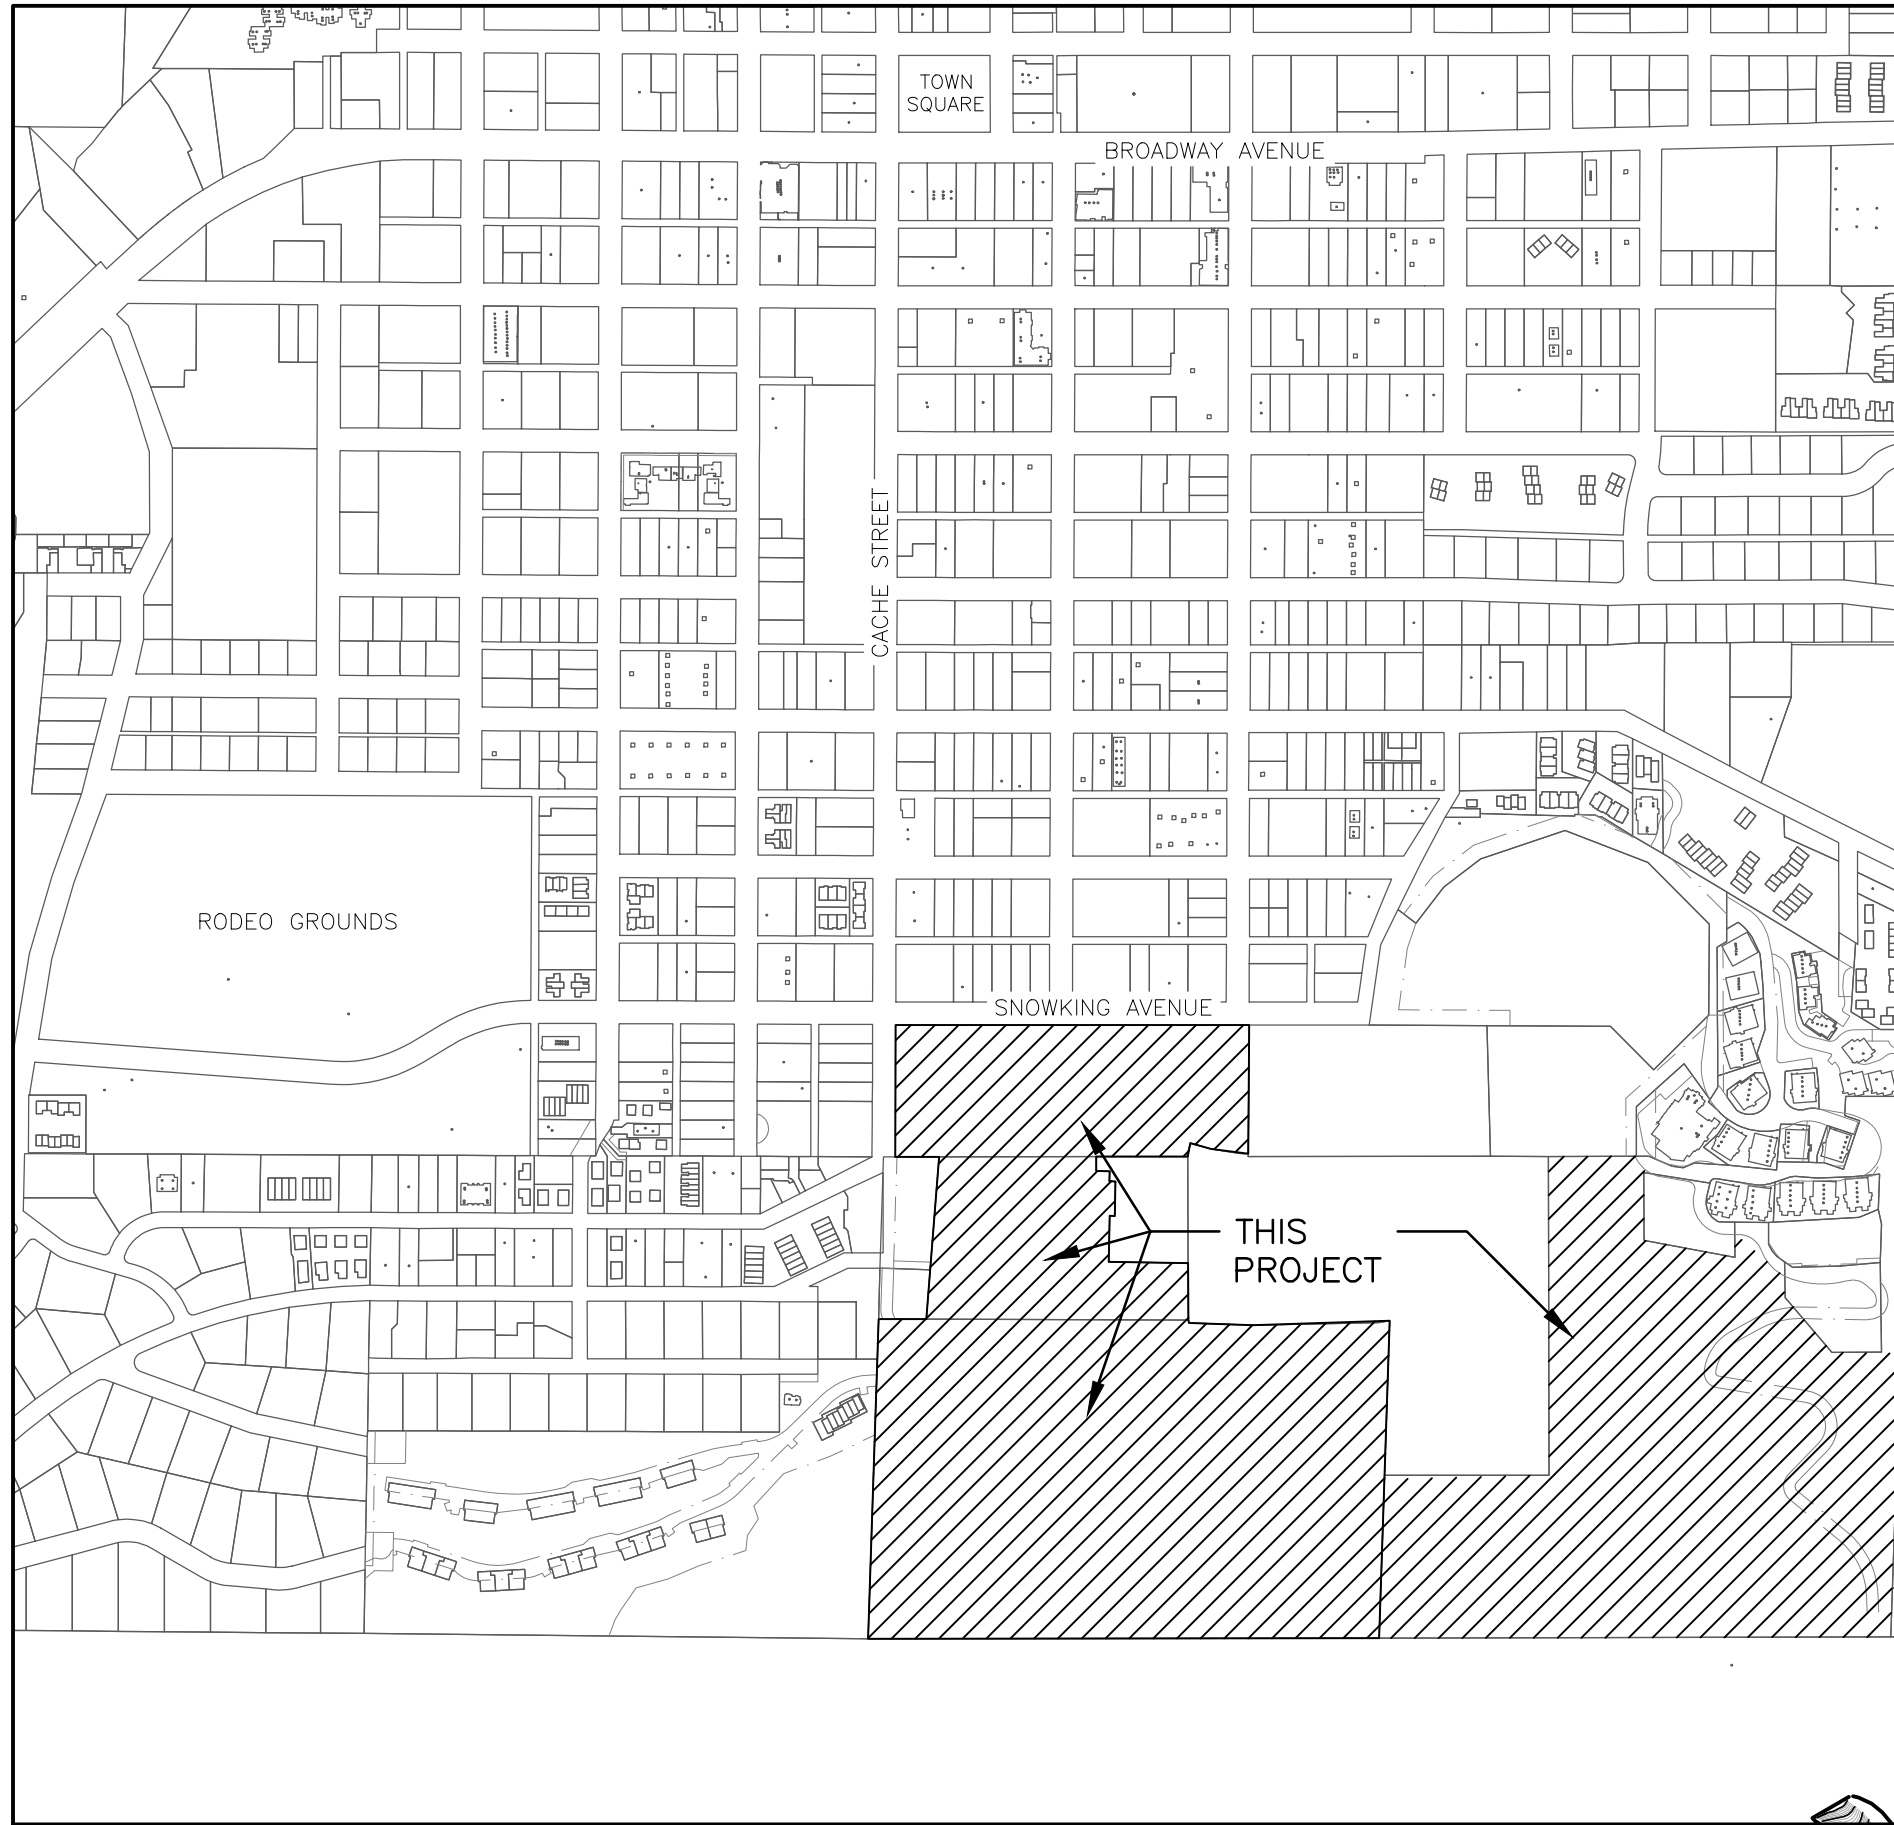 TOWN
SQUARE
BROADWAY AVENUE
CACHE STREET
RODEO GROUNDS
SNOWKING AVENUE
THIS
PROJECT